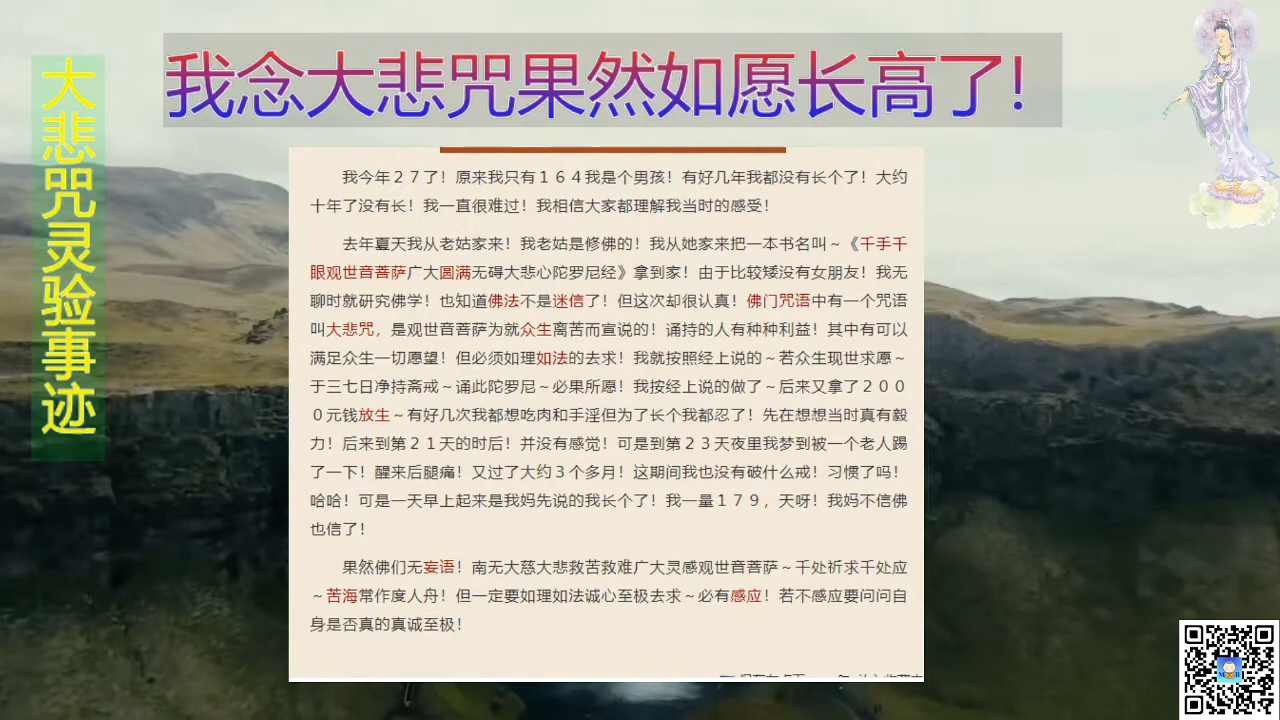 我念大悲咒果然如愿长高了!
大悲咒灵验事迹
我今年27了！原来我只有164我是个男孩！有好几年我都没有长个了！大约
十年了没有长！我一直很难过！我相信大家都理解我当时的感受！
去年夏天我从老姑家来！我老姑是修佛的！我从她家来把一本书名叫～《千手千
眼观世音菩萨广大圆满无碍大悲心陀罗尼经》拿到家！由于比较矮没有女朋友！我无
聊时就研究佛学！也知道佛法不是迷信了！但这次却很认真！佛门咒语中有一个咒语
叫大悲咒，是观世音菩萨为就众生离苦而宣说的！诵持的人有种种利益！其中有可以
满足众生一切愿望！但必须如理如法的去求！我就按照经上说的～若众生现世求愿～
于三七日净持斋戒～诵此陀罗尼～必果所愿！我按经上说的做了～后来又拿了200
0元钱放生～有好几次我都想吃肉和手淫但为了长个我都忍了！先在想想当时真有毅
力！后来到第21天的时后！并没有感觉！可是到第23天夜里我梦到被一个老人踢
了一下！醒来后腿痛！又过了大约3个多月！这期间我也没有破什么戒！习惯了吗！
哈哈！可是一天早上起来是我妈先说的我长个了！我一量179，天呀！我妈不信佛
也信了！
果然佛们无妄语！南无大慈大悲救苦救难广大灵感观世音菩萨～千处祈求千处应
～苦海常作度人舟！但一定要如理如法诚心至极去求～必有感应！若不感应要问问自
身是否真的真诚至极！